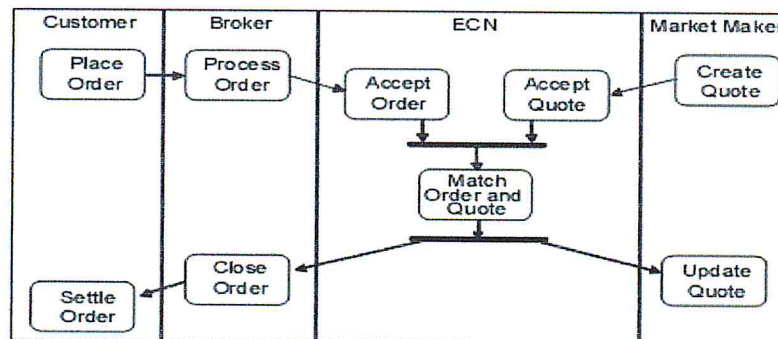 Customer
Broker
ECN
Market Maker
Place
Order
Process
Order
Accept
Order
Accept
Quote
Create
Quote
Match
Order and
Quote
Close
Order
Update
Quote
Settle
Order